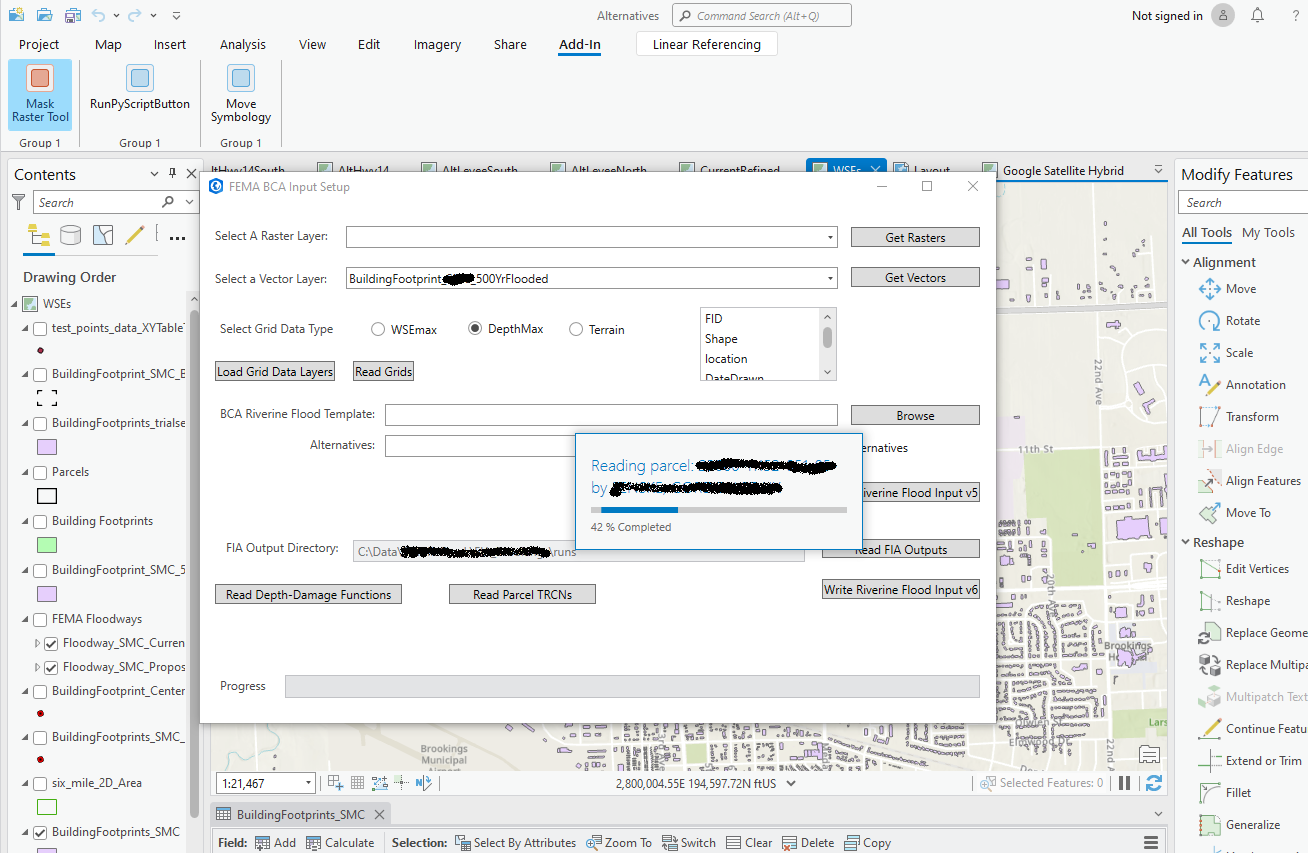 Alternatives
Command Search (Alt+Q)
Not signed in
?
Project Map Insert Analysis View Edit Imagery Share Add-In Linear Referencing
Mask
Raster Tool
RunPyScriptButton
Move
Symbology
Group 1 Group 1 Group 1
Contents
Search
Drawing Order
WSEs
test_points_data_XYTable
BuildingFootprint_SMC_E
BuildingFootprints_trialse
Parcels
Building Footprints
BuildingFootprint_SMC_5
FEMA Floodways
Floodway_SMC_Curren
Floodway_SMC_Propos
BuildingFootprint_Center
BuildingFootprints_SMC_
six_mile_2D_Area
BuildingFootprints_SMC
ltHwy14South AltHwy14 AltLeveeSouth AltLeveeNorth CurrentRefined WSEs Layout Google Satellite Hybrid
FEMA BCA Input Setup
Select A Raster Layer:
Get Rasters
Select a Vector Layer:
BuildingFootprint_ _500YrFlooded
Get Vectors
Select Grid Data Type
WSEmax
DepthMax
Terrain
FID
Shape
location
DateDrawn
Load Grid Data Layers
Read Grids
BCA Riverine Flood Template:
Browse
Alternatives:
ernatives
Reading parcel:
by
42 % Completed
iverine Flood Input v5
FIA Output Directory:
C:\Data\ \runs
Read FIA Outputs
Read Depth-Damage Functions
Read Parcel TRCNs
Write Riverine Flood Input v6
Progress
22nd Ave
11th St
20th Ave
Brookings
22nd
Lars
Brookings
Municipal
Airport
1:21,467
2,800,004.55E 194,597.72N ftUS
Selected Features: 0
BuildingFootprints_SMC
Field: Add Calculate Selection: Select By Attributes Zoom To Switch Clear Delete Copy
Modify Features
Search
All Tools My Tools
Alignment
Move
Rotate
Scale
Annotation
Transform
Align Edge
Align Features
Move To
Reshape
Edit Vertices
Reshape
Replace Geome
Replace Multipa
Multipatch Text
Continue Featu
Extend or Trim
Fillet
Generalize